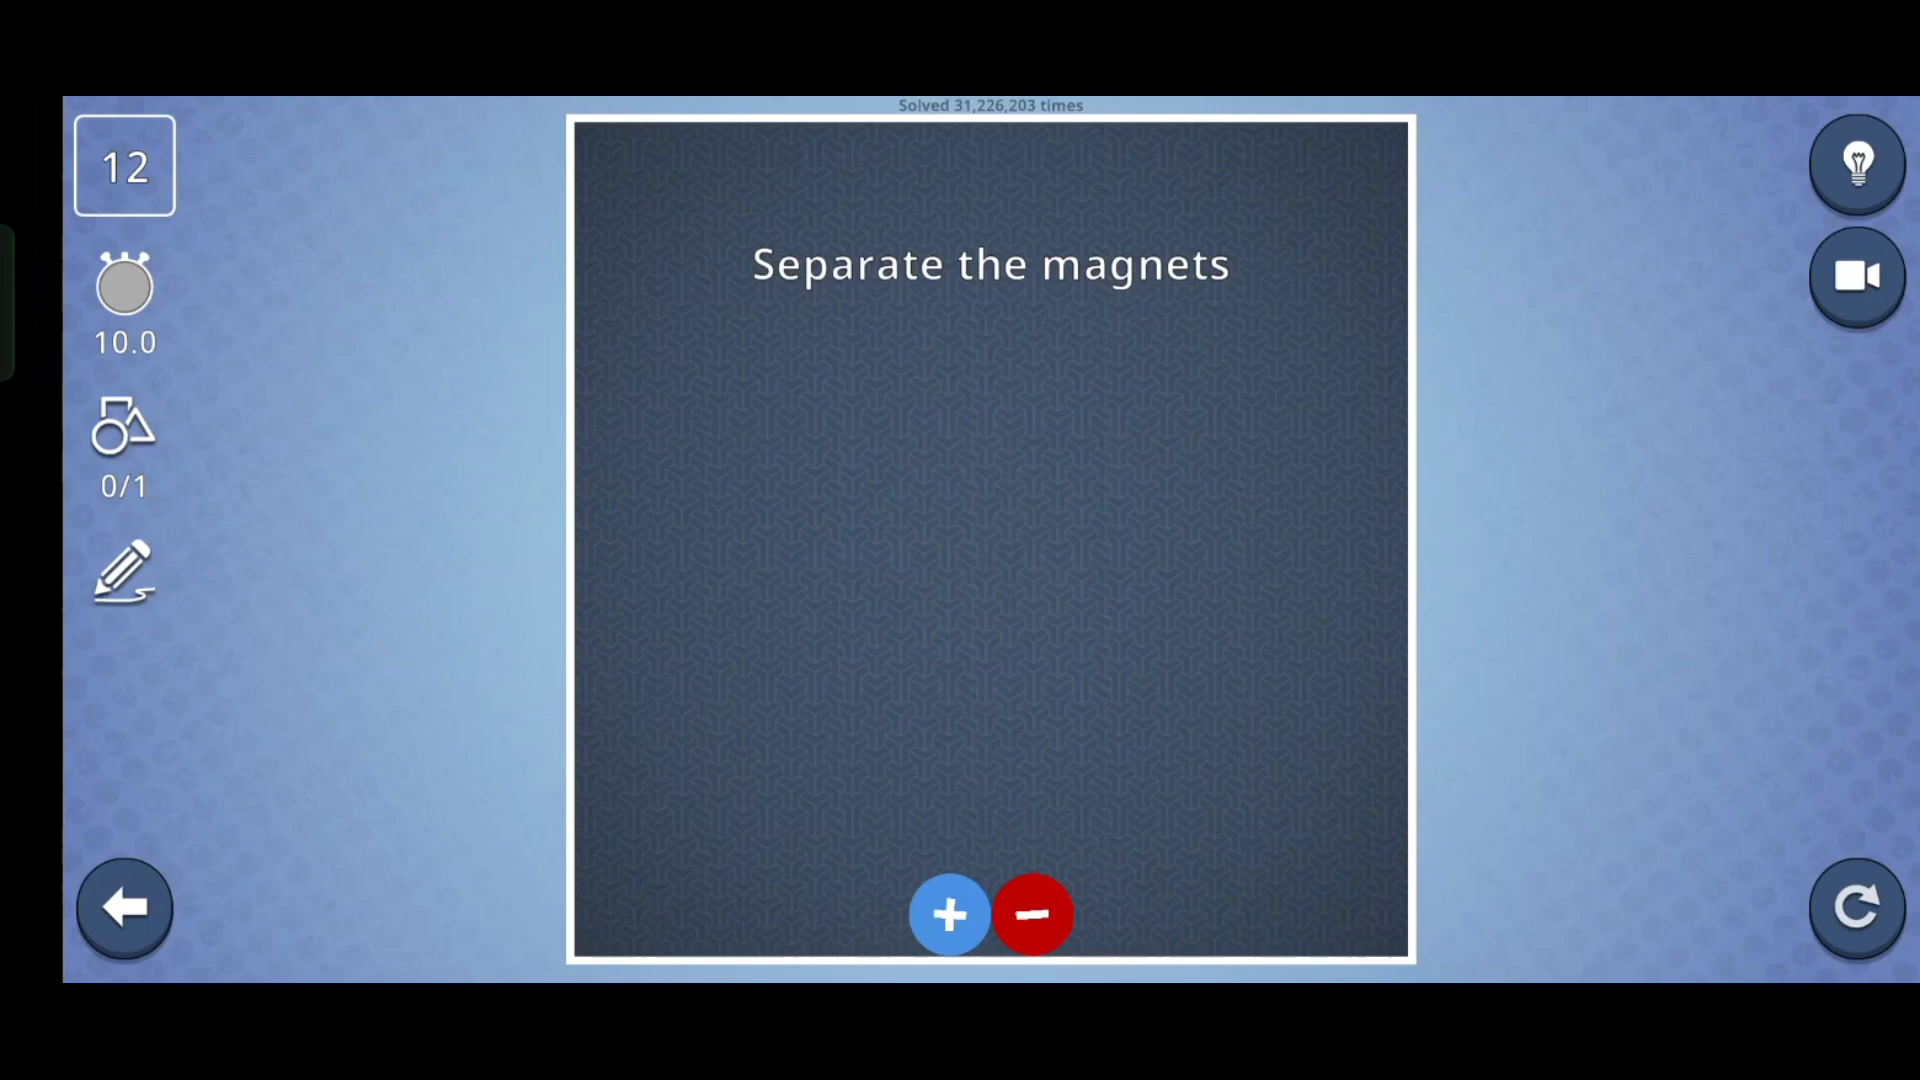 Solved 31,226,203 times
12
Separate the magnets
10.0
0/1
+ −